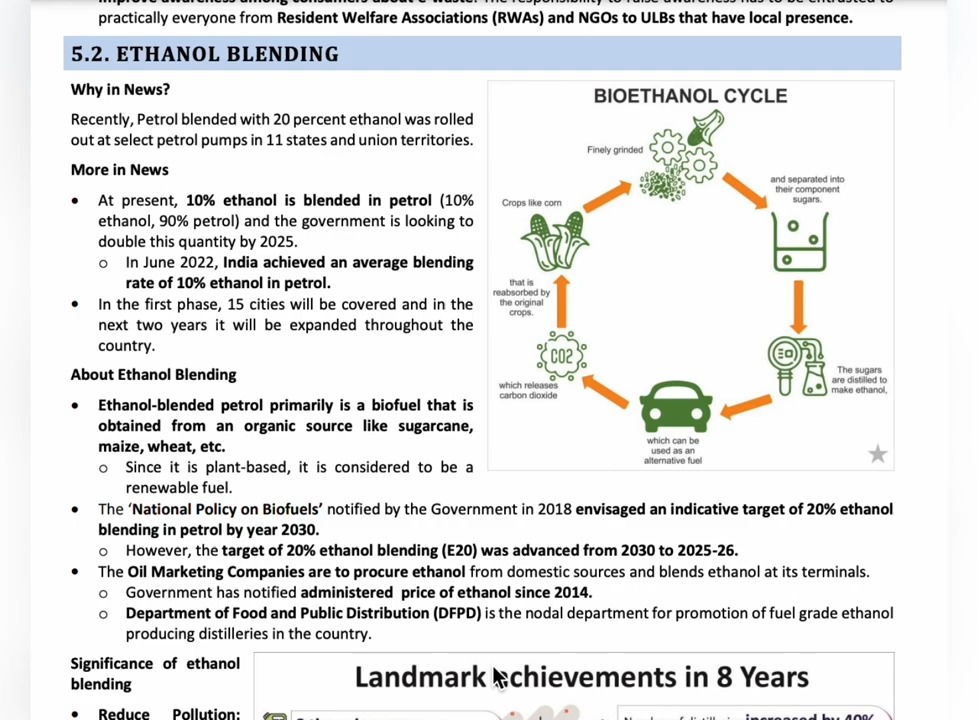 practically everyone from Resident Welfare Associations (RWAs) and NGOs to ULBs that have local presence.
5.2. ETHANOL BLENDING
Why in News?
Recently, Petrol blended with 20 percent ethanol was rolled
out at select petrol pumps in 11 states and union territories.
More in News
• At present, 10% ethanol is blended in petrol (10%
ethanol, 90% petrol) and the government is looking to
double this quantity by 2025.
o In June 2022, India achieved an average blending
rate of 10% ethanol in petrol.
• In the first phase, 15 cities will be covered and in the
next two years it will be expanded throughout the
country.
About Ethanol Blending
• Ethanol-blended petrol primarily is a biofuel that is
obtained from an organic source like sugarcane,
maize, wheat, etc.
o Since it is plant-based, it is considered to be a
renewable fuel.
BIOETHANOL CYCLE
Finely grinded
and separated into
their component
sugars.
The sugars
are distilled to
make ethanol,
which can be
used as an
alternative fuel
which releases
carbon dioxide
CO2
that is
reabsorbed by
the original
crops.
Crops like corn
• The ‘National Policy on Biofuels’ notified by the Government in 2018 envisaged an indicative target of 20% ethanol
blending in petrol by year 2030.
o However, the target of 20% ethanol blending (E20) was advanced from 2030 to 2025-26.
• The Oil Marketing Companies are to procure ethanol from domestic sources and blends ethanol at its terminals.
o Government has notified administered price of ethanol since 2014.
o Department of Food and Public Distribution (DFPD) is the nodal department for promotion of fuel grade ethanol
producing distilleries in the country.
Significance of ethanol
blending
• Reduce Pollution:
Landmark achievements in 8 Years
increased by 40%